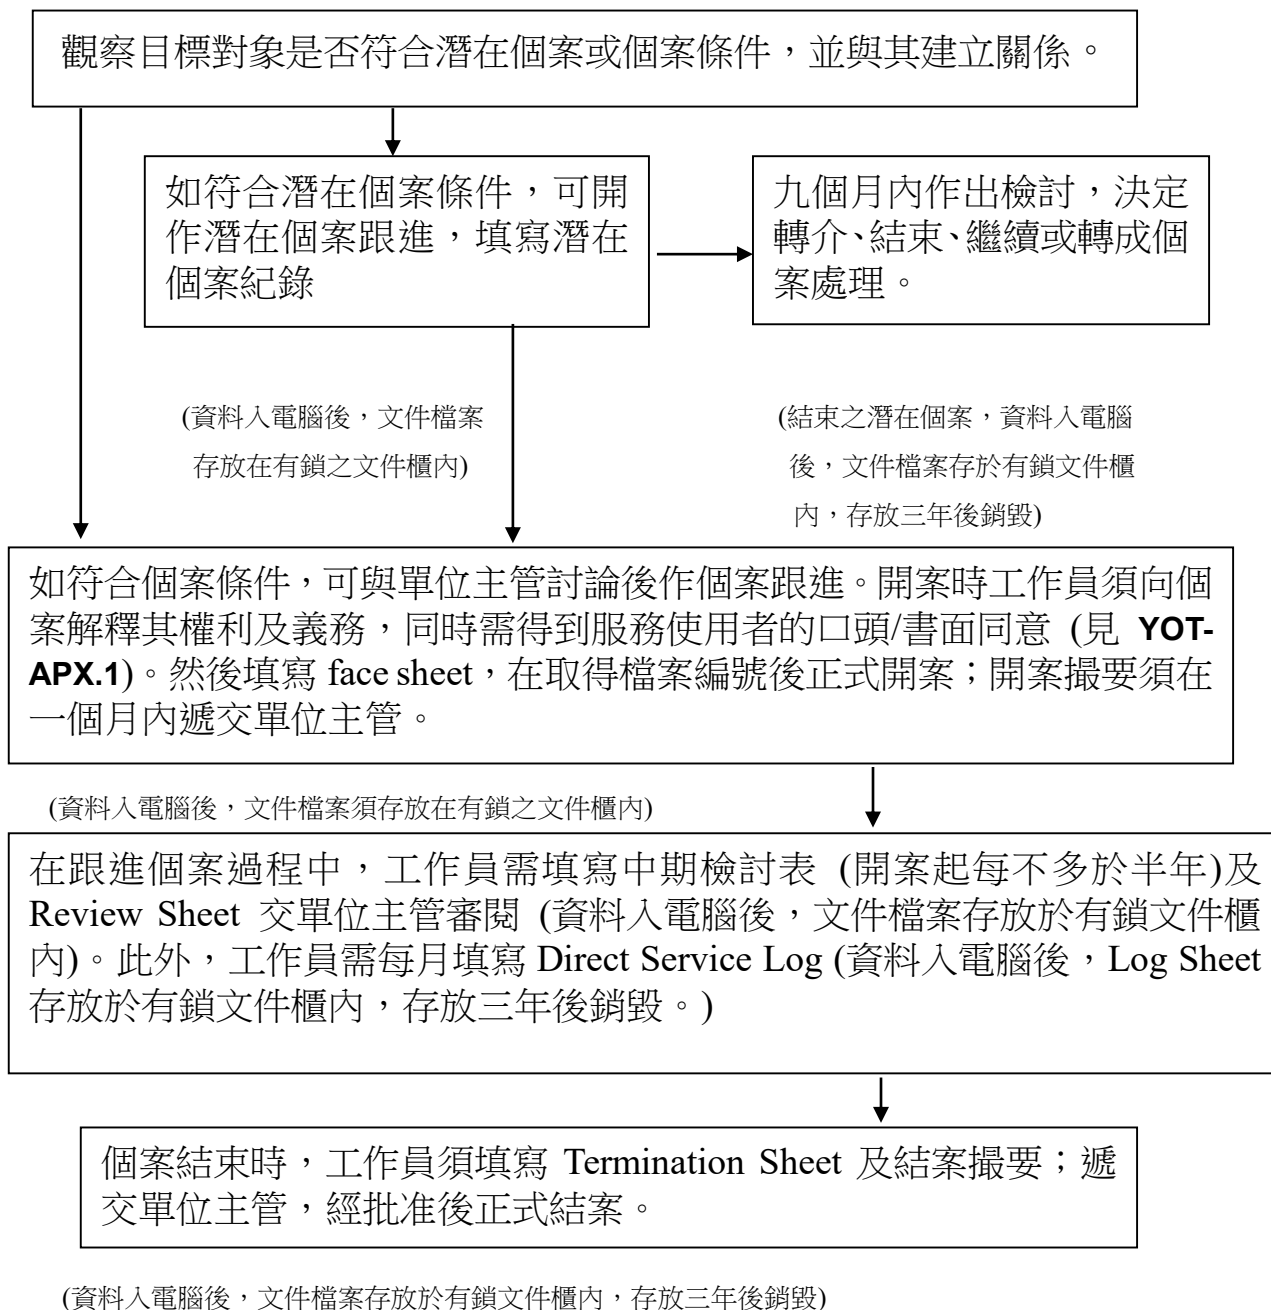 觀察目標對象是否符合潛在個案或個案條件，並與其建立關係。
如符合潛在個案條件，可開
作潛在個案跟進，填寫潛在
個案紀錄
九個月內作出檢討，決定
轉介、結束、繼續或轉成個
案處理。
(資料入電腦後，文件檔案
存放在有鎖之文件櫃內)
(結束之潛在個案，資料入電腦
後，文件檔案存於有鎖文件櫃
內，存放三年後銷毀)
如符合個案條件，可與單位主管討論後作個案跟進。開案時工作員須向個
案解釋其權利及義務，同時需得到服務使用者的口頭/書面同意 (見 YOT-
APX.1)。然後填寫 face sheet，在取得檔案編號後正式開案；開案撮要須在
一個月內遞交單位主管。
(資料入電腦後，文件檔案須存放在有鎖之文件櫃內)
在跟進個案過程中，工作員需填寫中期檢討表 (開案起每不多於半年)及
Review Sheet 交單位主管審閱 (資料入電腦後，文件檔案存放於有鎖文件櫃
內)。此外，工作員需每月填寫 Direct Service Log (資料入電腦後，Log Sheet
存放於有鎖文件櫃內，存放三年後銷毀。)
個案結束時，工作員須填寫 Termination Sheet 及結案撮要；遞
交單位主管，經批准後正式結案。
(資料入電腦後，文件檔案存放於有鎖文件櫃內，存放三年後銷毀)